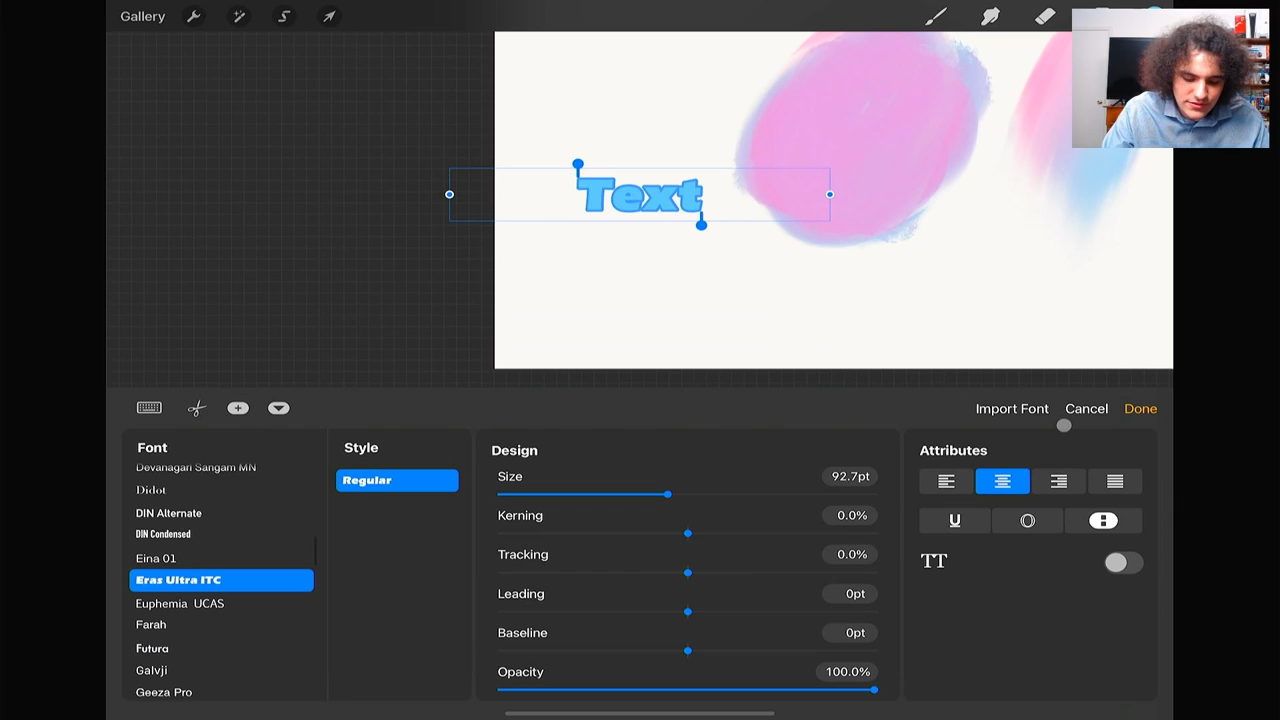 Gallery
Text
Import Font Cancel Done
Font
Devanagari Sangam MN
Didot
DIN Alternate
DIN Condensed
Eina 01
Eras Ultra ITC
Euphemia UCAS
Farah
Futura
Galvji
Geeza Pro
Style
Regular
Design
Size 92.7pt
Kerning 0.0%
Tracking 0.0%
Leading 0pt
Baseline 0pt
Opacity 100.0%
Attributes
U O
TT